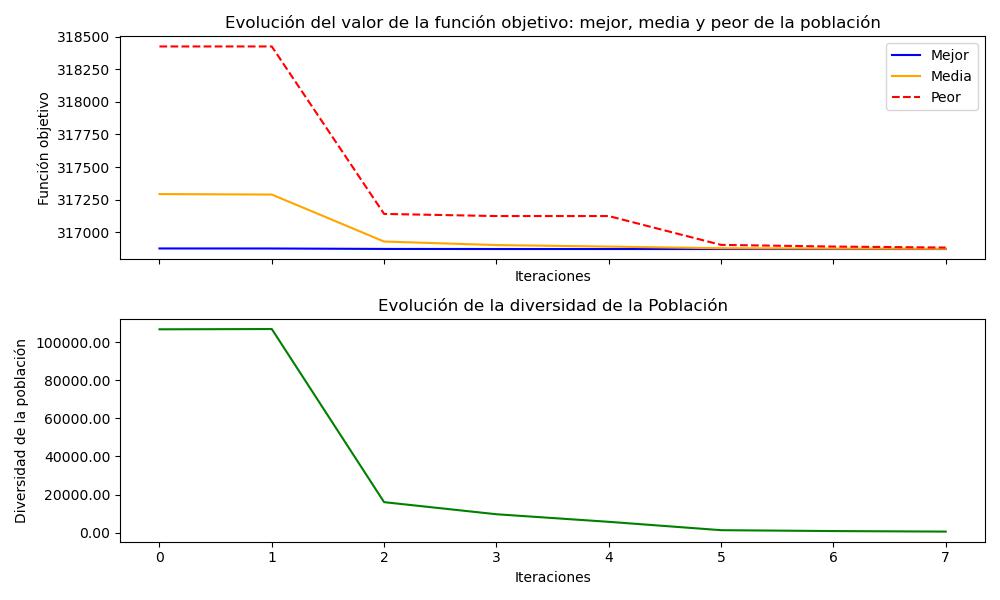 Evolución del valor de la función objetivo: mejor, media y peor de la población
318500
318250
318000
317750
317500
317250
317000
Función objetivo
Mejor
Media
Peor
Iteraciones
Evolución de la diversidad de la Población
100000.00
80000.00
60000.00
40000.00
20000.00
0.00
Diversidad de la población
0 1 2 3 4 5 6 7
Iteraciones